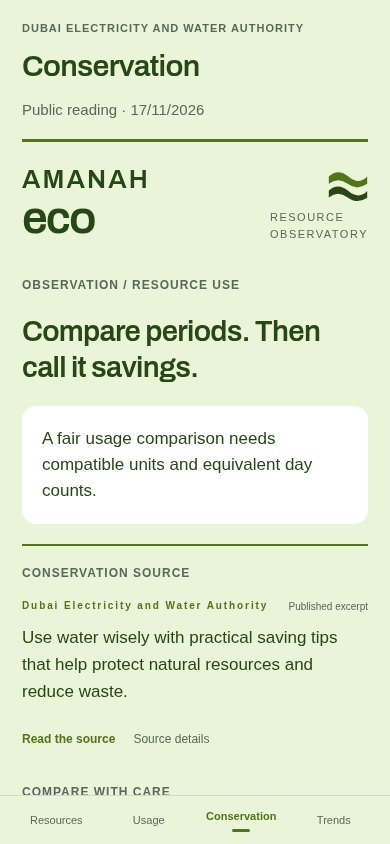 DUBAI ELECTRICITY AND WATER AUTHORITY
Conservation
Public reading · 17/11/2026
AMANAH
eco
RESOURCE
OBSERVATORY
OBSERVATION / RESOURCE USE
Compare periods. Then
call it savings.
A fair usage comparison needs
compatible units and equivalent day
counts.
CONSERVATION SOURCE
Dubai Electricity and Water Authority
Published excerpt
Use water wisely with practical saving tips
that help protect natural resources and
reduce waste.
Read the source Source details
COMPARE WITH CARE
Resources Usage Conservation Trends